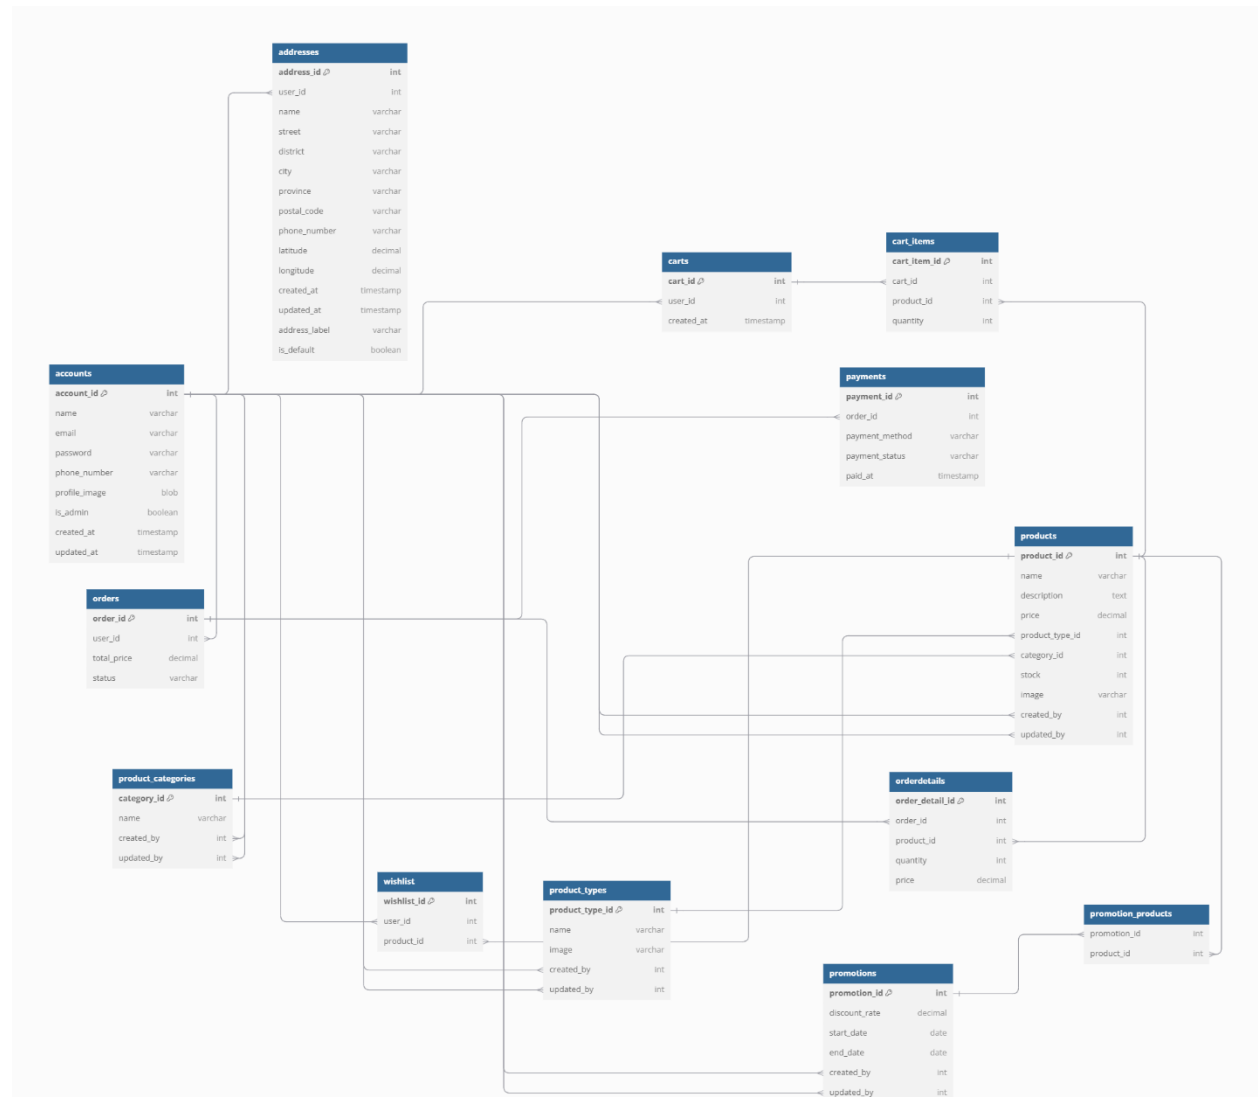 addresses
address_id int
user_id int
name varchar
street varchar
district varchar
city varchar
province varchar
postal_code varchar
phone_number varchar
latitude decimal
longitude decimal
created_at timestamp
updated_at timestamp
address_label varchar
is_default boolean
carts
cart_id int
user_id int
created_at timestamp
cart_items
cart_item_id int
cart_id int
product_id int
quantity int
accounts
account_id int
name varchar
email varchar
password varchar
phone_number varchar
profile_image blob
is_admin boolean
created_at timestamp
updated_at timestamp
payments
payment_id int
order_id int
payment_method varchar
payment_status varchar
paid_at timestamp
products
product_id int
name varchar
description text
price decimal
product_type_id int
category_id int
stock int
image varchar
created_by int
updated_by int
orders
order_id int
user_id int
total_price decimal
status varchar
product_categories
category_id int
name varchar
created_by int
updated_by int
orderdetails
order_detail_id int
order_id int
product_id int
quantity int
price decimal
wishlist
wishlist_id int
user_id int
product_id int
product_types
product_type_id int
name varchar
image varchar
created_by int
updated_by int
promotion_products
promotion_id int
product_id int
promotions
promotion_id int
discount_rate decimal
start_date date
end_date date
created_by int
updated_by int